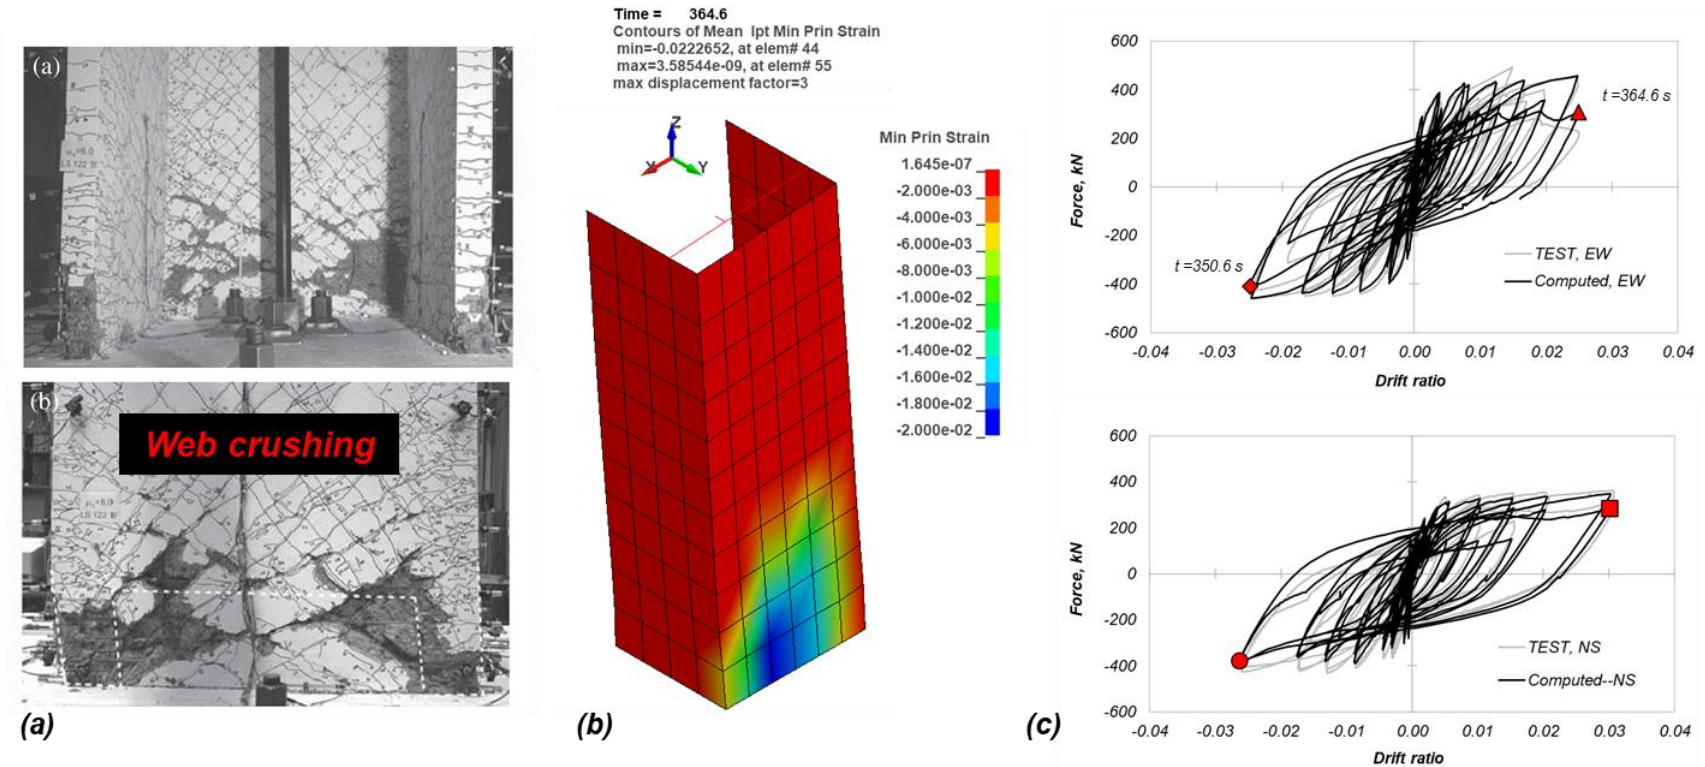 (a)
μ₄=6.0
LS 122 'B'
(b)
Web crushing
LS 122 'B'
(a)
Time = 364.6
Contours of Mean Ipt Min Prin Strain
min=-0.0222652, at elem# 44
max=3.58544e-09, at elem# 55
max displacement factor=3
Z
X
Y
Min Prin Strain
1.645e-07
-2.000e-03
-4.000e-03
-6.000e-03
-8.000e-03
-1.000e-02
-1.200e-02
-1.400e-02
-1.600e-02
-1.800e-02
-2.000e-02
(b)
600
400
200
0
-200
-400
-600
Force, kN
t =364.6 s
t =350.6 s
TEST, EW
Computed, EW
-0.04 -0.03 -0.02 -0.01 0.00 0.01 0.02 0.03 0.04
Drift ratio
600
400
200
0
-200
-400
-600
Force, kN
TEST, NS
Computed--NS
-0.04 -0.03 -0.02 -0.01 0.00 0.01 0.02 0.03 0.04
Drift ratio
(c)